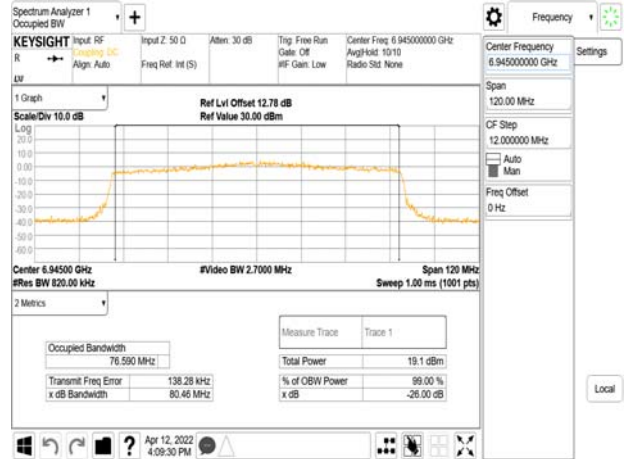 Spectrum Analyzer 1
Occupied BW
Frequency
KEYSIGHT
Input: RF
Coupling: DC
Align: Auto
Input Z: 50 Ω
Freq Ref: Int (S)
Atten: 30 dB
Trig: Free Run
Gate: Off
#IF Gain: Low
Center Freq: 6.945000000 GHz
Avg|Hold: 10/10
Radio Std: None
R
LXI
Center Frequency
6.945000000 GHz
Settings
Span
120.00 MHz
CF Step
12.000000 MHz
Auto
Man
Freq Offset
0 Hz
1 Graph
Scale/Div 10.0 dB
Ref Lvl Offset 12.78 dB
Ref Value 30.00 dBm
Log
20.0
10.0
0.00
-10.0
-20.0
-30.0
-40.0
-50.0
-60.0
Center 6.94500 GHz
#Res BW 820.00 kHz
#Video BW 2.7000 MHz
Span 120 MHz
Sweep 1.00 ms (1001 pts)
2 Metrics
Measure Trace
Trace 1
Occupied Bandwidth
76.590 MHz
Total Power
19.1 dBm
Transmit Freq Error
138.28 kHz
% of OBW Power
99.00 %
x dB Bandwidth
80.46 MHz
x dB
-26.00 dB
Local
?
Apr 12, 2022
4:09:30 PM